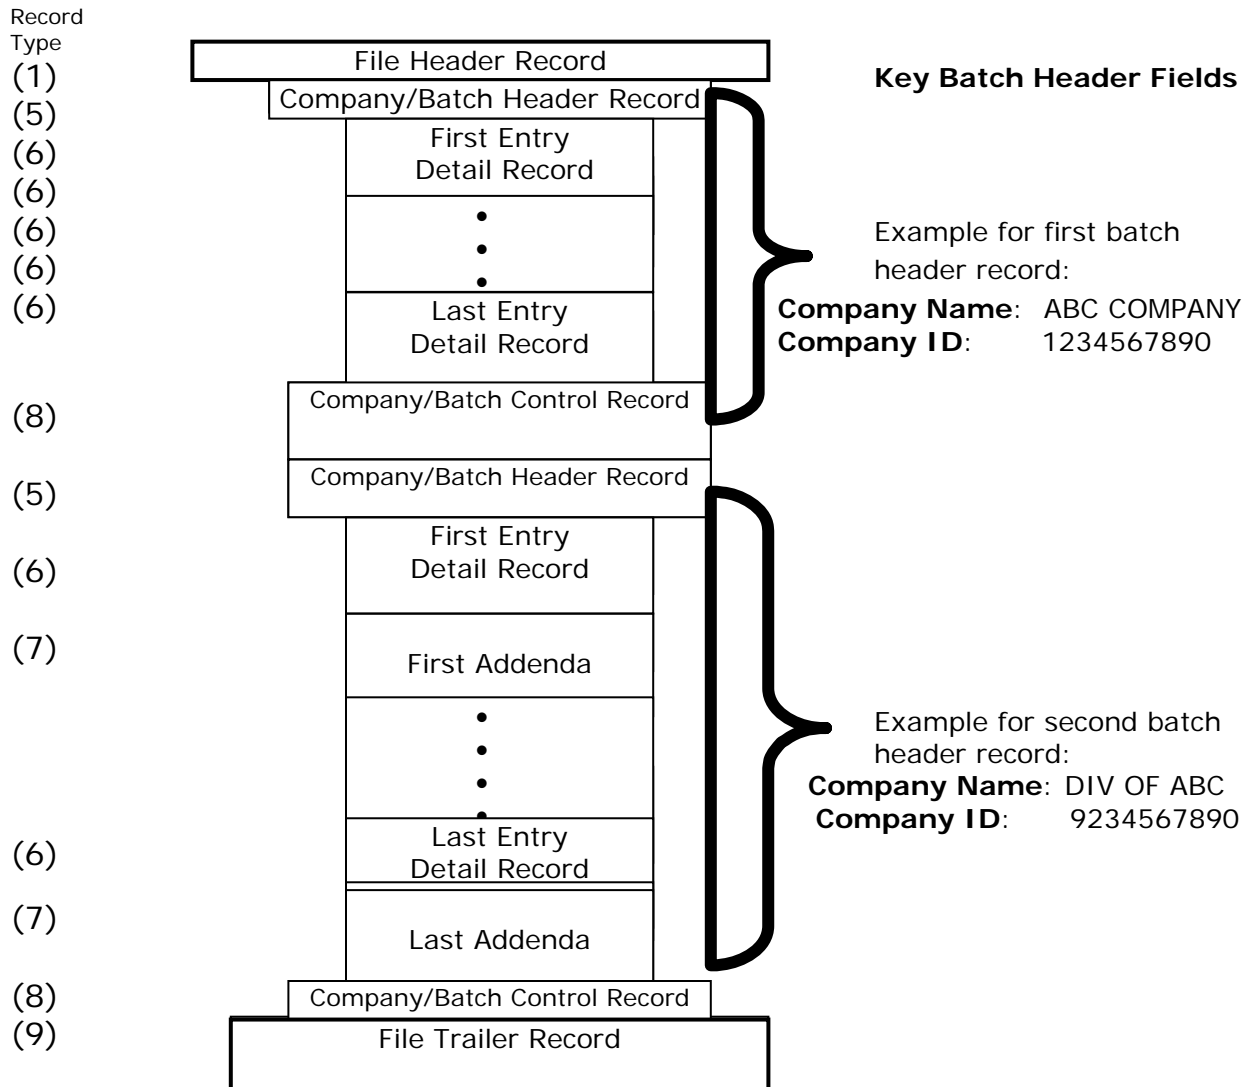 Record
Type
(1)
File Header Record
Key Batch Header Fields
(5)
Company/Batch Header Record
(6)
First Entry
Detail Record
(6)
(6)
(6)
Example for first batch
header record:
(6)
Last Entry
Detail Record
Company Name: ABC COMPANY
Company ID: 1234567890
(8)
Company/Batch Control Record
(5)
Company/Batch Header Record
(6)
First Entry
Detail Record
(7)
First Addenda
Example for second batch
header record:
Company Name: DIV OF ABC
Company ID: 9234567890
(6)
Last Entry
Detail Record
(7)
Last Addenda
(8)
Company/Batch Control Record
(9)
File Trailer Record